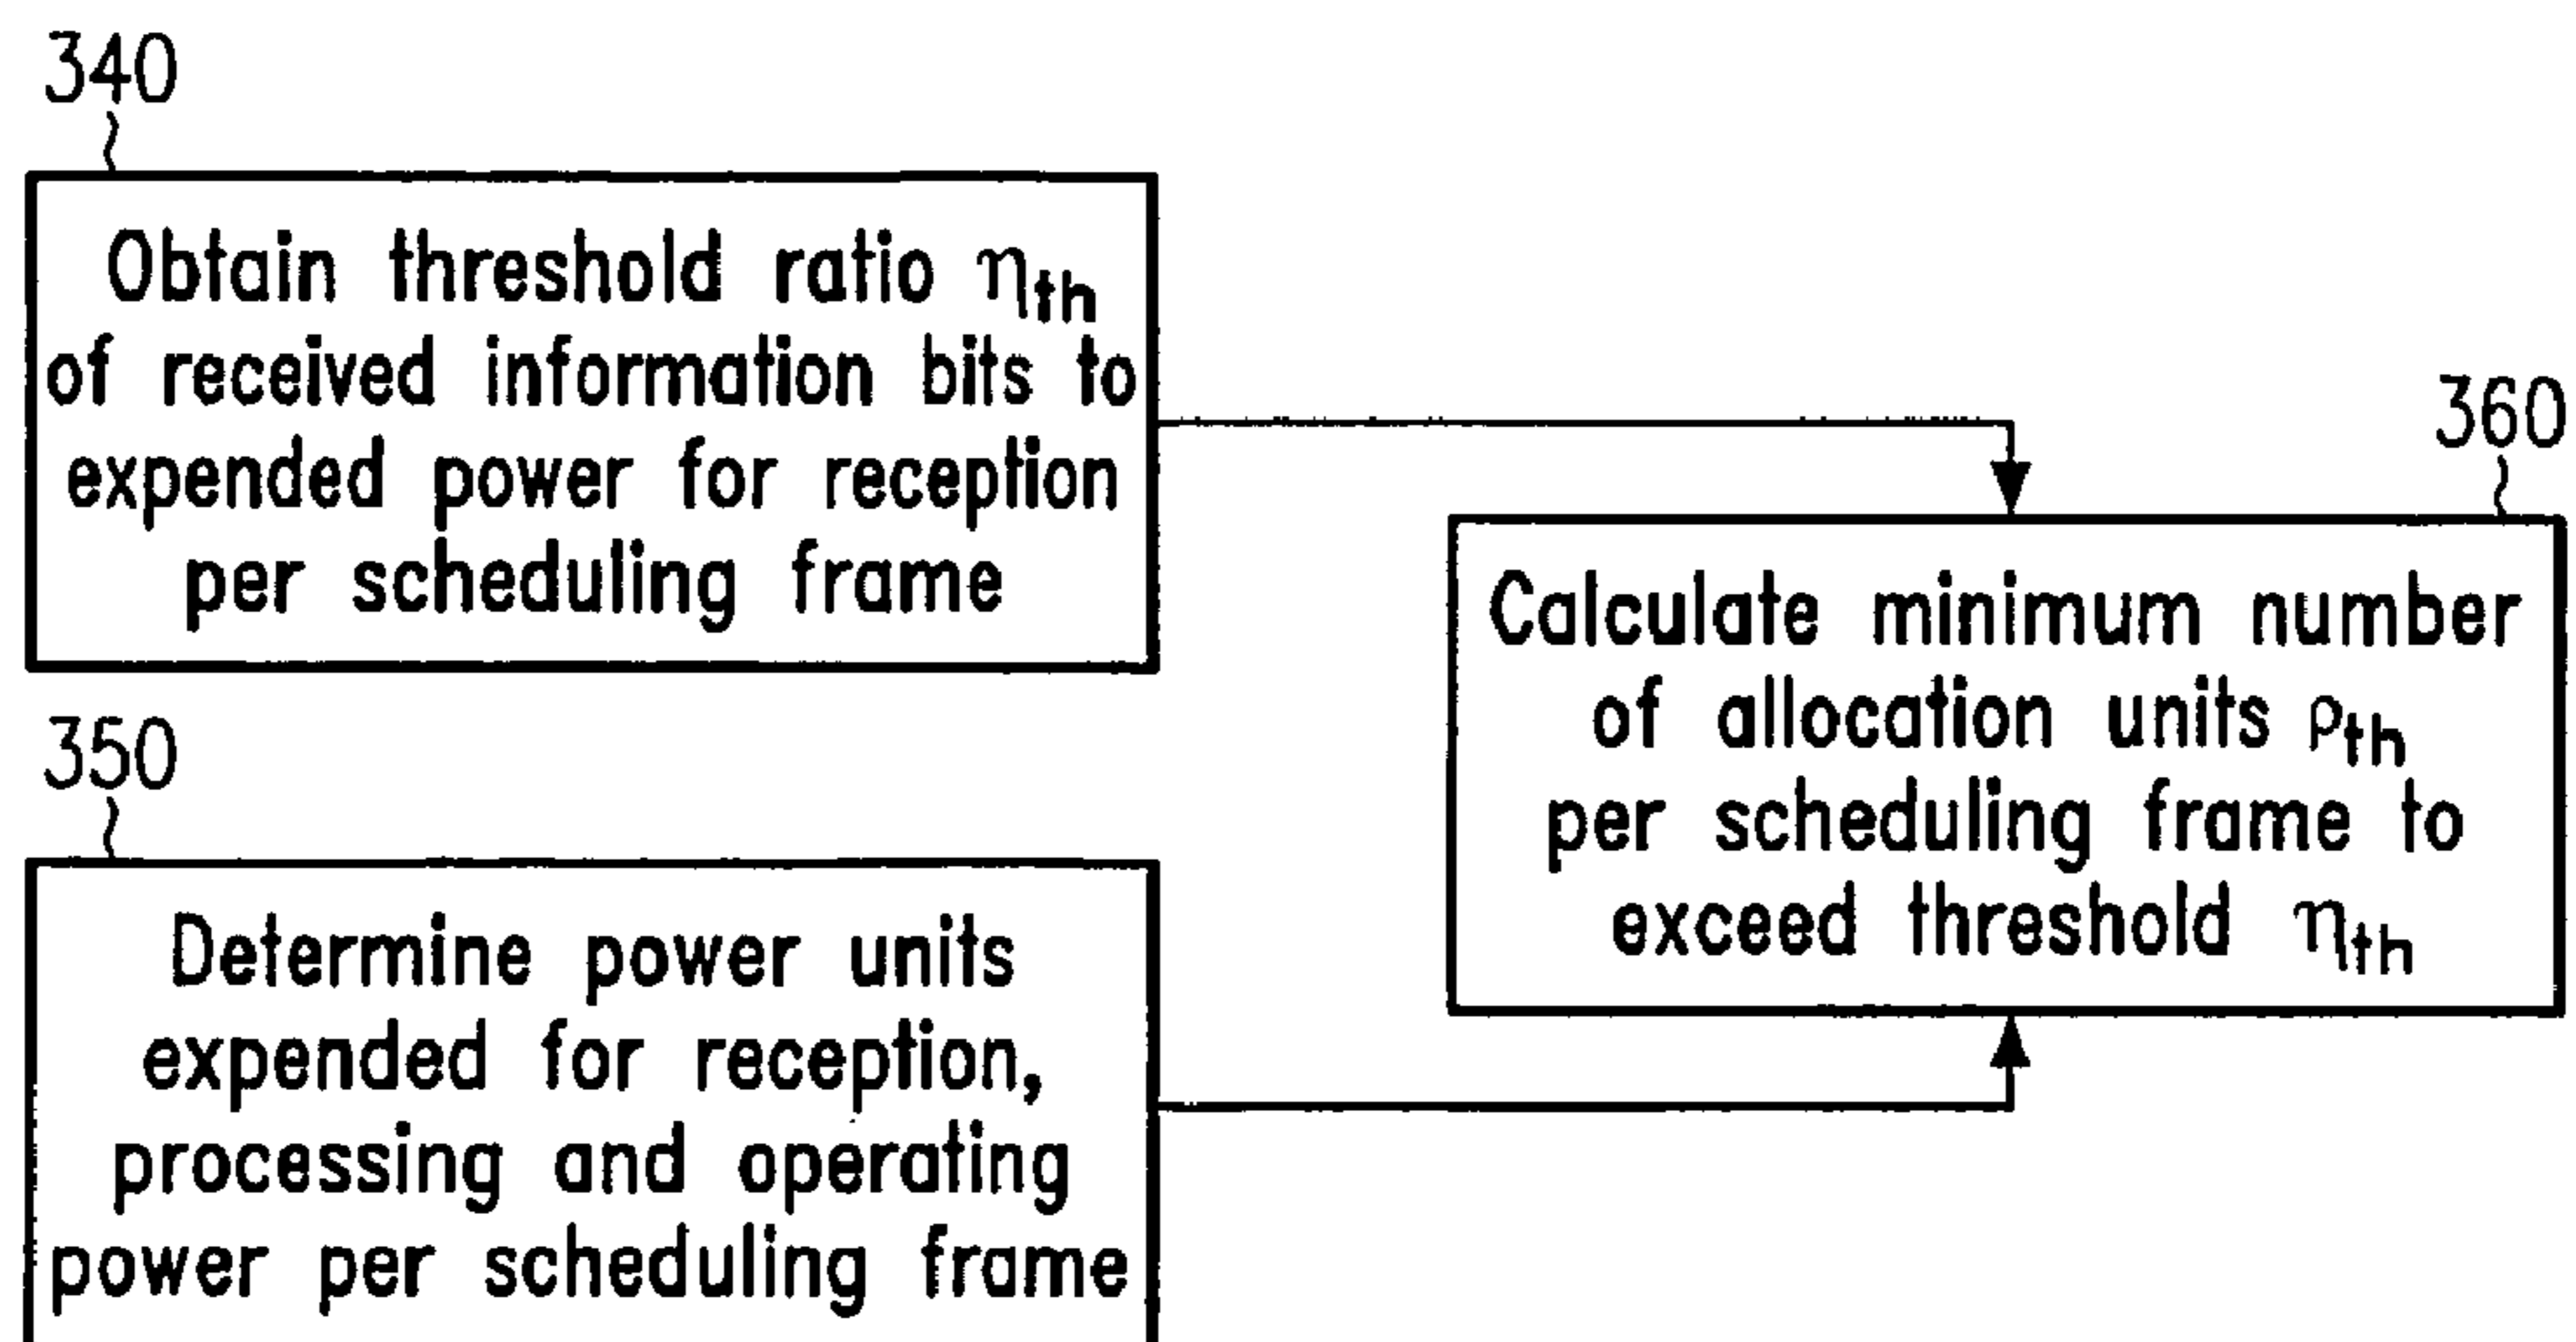 340
Obtain threshold ratio ηth
of received information bits to
expended power for reception
per scheduling frame
350
Determine power units
expended for reception,
processing and operating
power per scheduling frame
360
Calculate minimum number
of allocation units ρth
per scheduling frame to
exceed threshold ηth